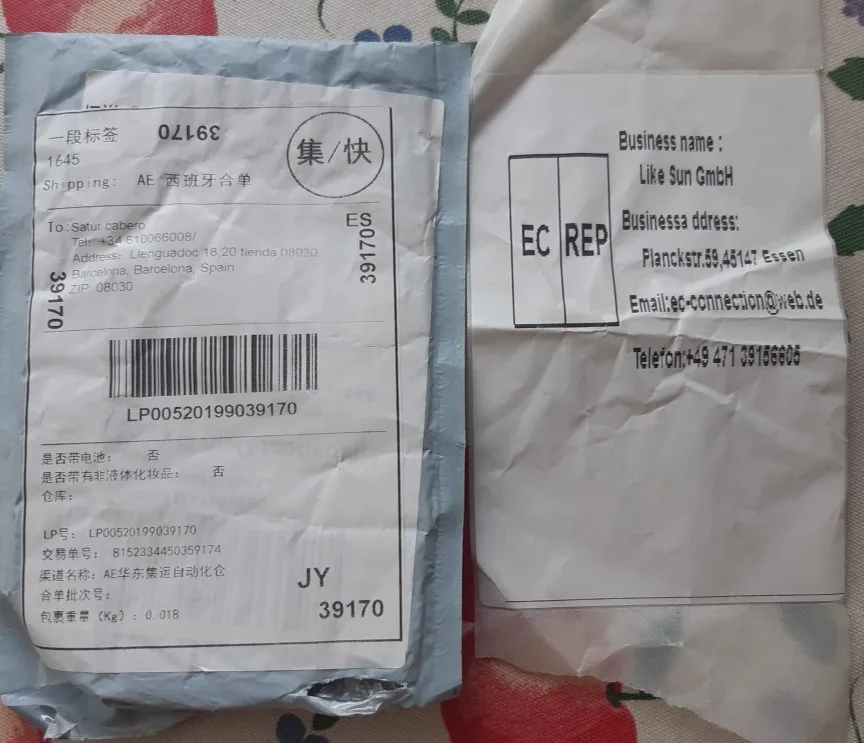 一段标签
39170
1645
集/快
Shipping: AE 西班牙合单
To: Satur cabero
ES
Tel: +34 610066008/
Address: Llenguadoc 18,20 tienda 08030
Barcelona, Barcelona, Spain
ZIP: 08030
39170
39170
LP00520199039170
是否带电池: 否
是否带有非液体化妆品: 否
仓库:
LP号: LP00520199039170
交易单号: 8152334450359174
渠道名称: AE华东集运自动化仓
合单批次号:
JY
包裹重量 (Kg) : 0.018
39170
EC REP
Business name :
Like Sun GmbH
Businessa ddress:
Planckstr.59,45147 Essen
Email:ec-connection@web.de
Telefon:+49 471 39156605